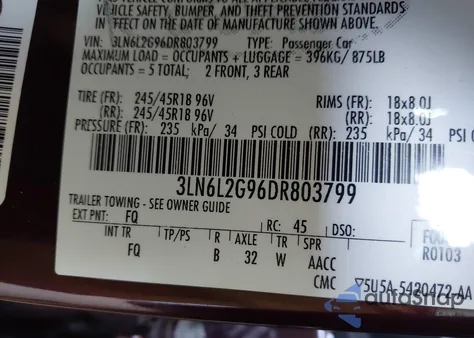 VEHICLE SAFETY, BUMPER, AND THEFT PREVENTION STANDARDS
IN EFFECT ON THE DATE OF MANUFACTURE SHOWN ABOVE.
VIN: 3LN6L2G96DR803799 TYPE: Passenger Car
MAXIMUM LOAD = OCCUPANTS + LUGGAGE = 396KG/ 875LB
OCCUPANTS = 5 TOTAL; 2 FRONT, 3 REAR
TIRE (FR): 245/45R18 96V RIMS (FR): 18x8.0J
(RR): 245/45R18 96V (RR): 18x8.0J
PRESSURE (FR): 235 kPa/ 34 PSI COLD (RR): 235 kPa/ 34
3LN6L2G96DR803799
TRAILER TOWING - SEE OWNER GUIDE
EXT PNT: FQ RC: 45 DSO:
R0103
INT TR TP/PS R AXLE TR SPR
FQ B 32 W AACC
CMC ▽5U5A-5420472-AA
autosnap